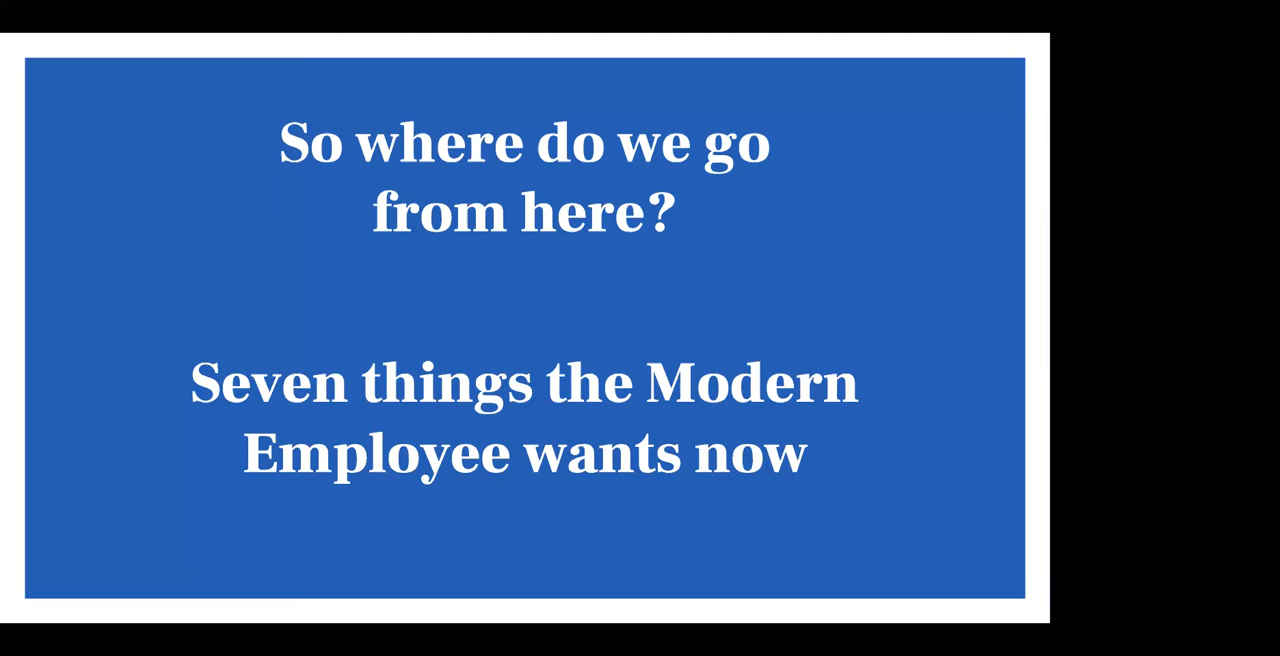 So where do we go
from here?
Seven things the Modern
Employee wants now